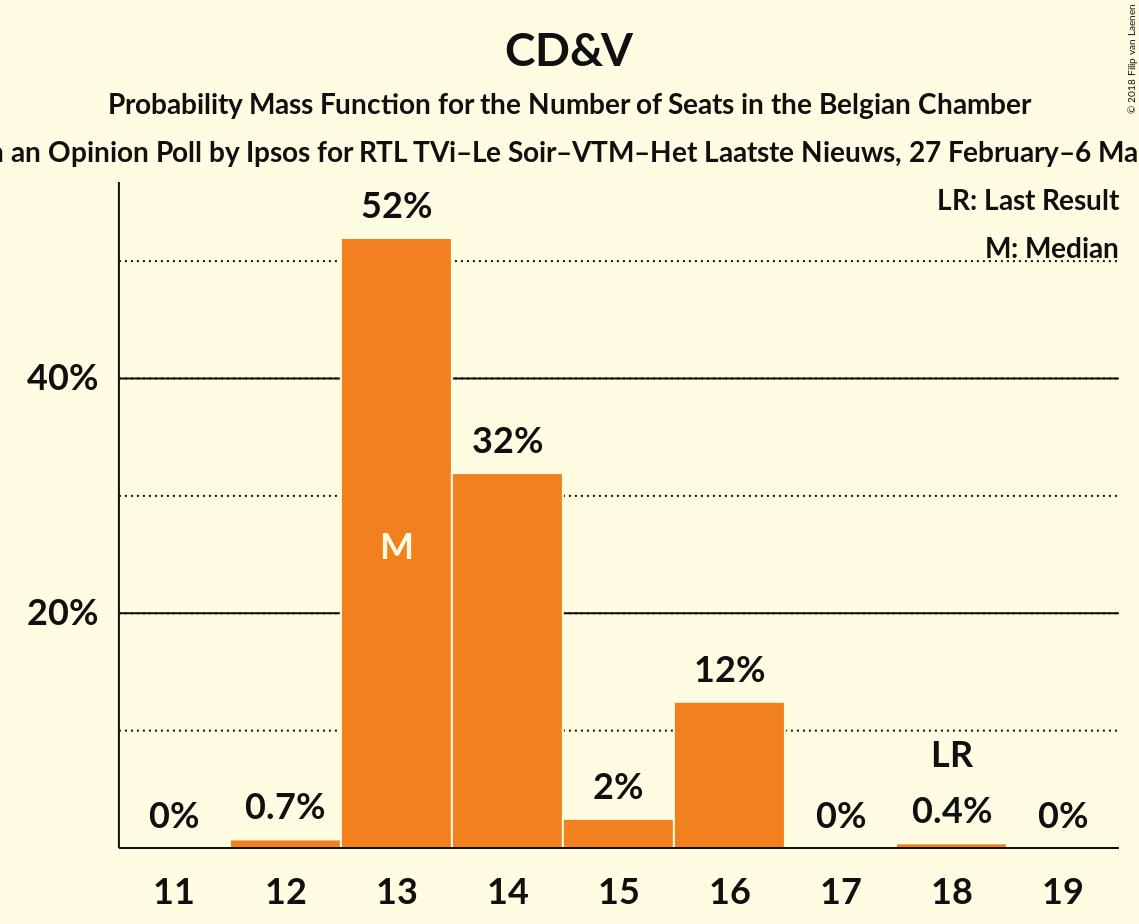 CD&V
Probability Mass Function for the Number of Seats in the Belgian Chamber
an Opinion Poll by Ipsos for RTL TVi–Le Soir–VTM–Het Laatste Nieuws, 27 February–6 Ma
© 2018 Filip van Laenen
LR: Last Result
M: Median
52%
40%
32%
M
20%
12%
LR
0% 0.7% 2% 0% 0.4% 0%
11 12 13 14 15 16 17 18 19